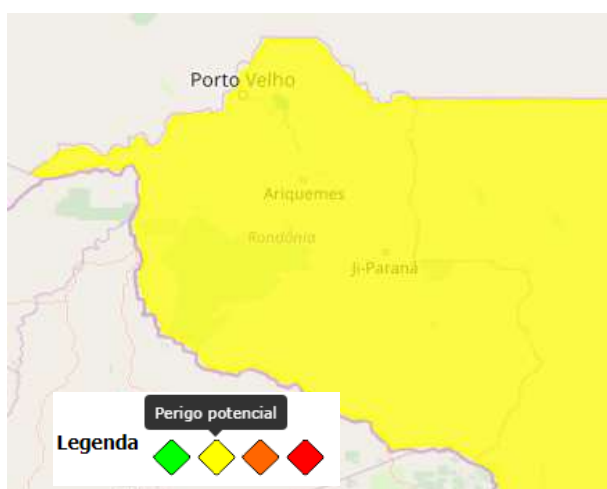 Porto Velho
Ariquemes
Rondônia
Ji-Paraná
Perigo potencial
Legenda